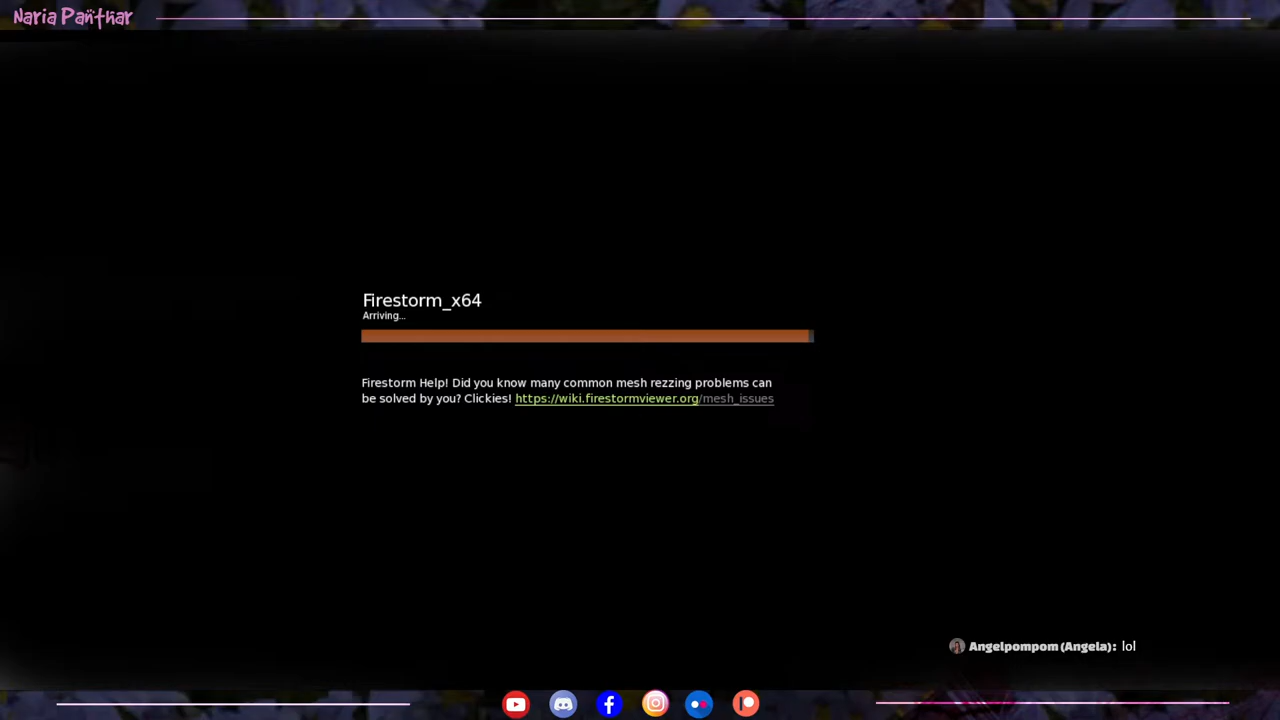 Naria Panthar
Firestorm_x64
Arriving...
Firestorm Help! Did you know many common mesh rezzing problems can
be solved by you? Clickies! https://wiki.firestormviewer.org/mesh_issues
Angelpompom (Angela): lol